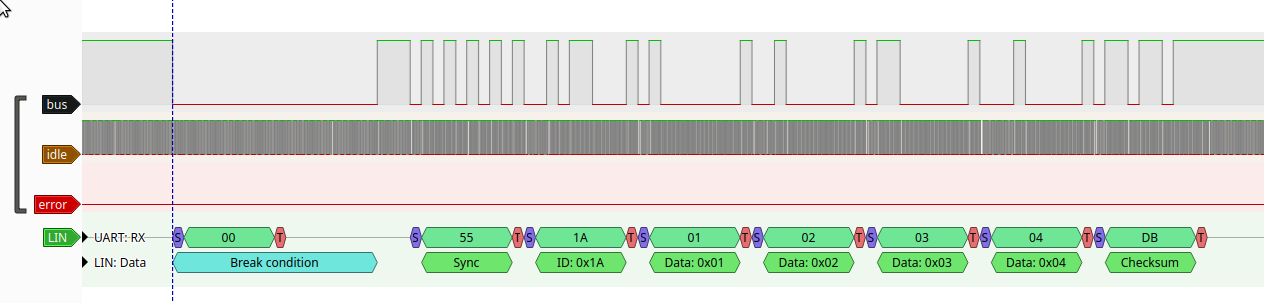 bus
idle
error
LIN UART: RX S 00 T S 55 T S 1A T S 01 T S 02 T S 03 T S 04 T S DB T
LIN: Data Break condition Sync ID: 0x1A Data: 0x01 Data: 0x02 Data: 0x03 Data: 0x04 Checksum